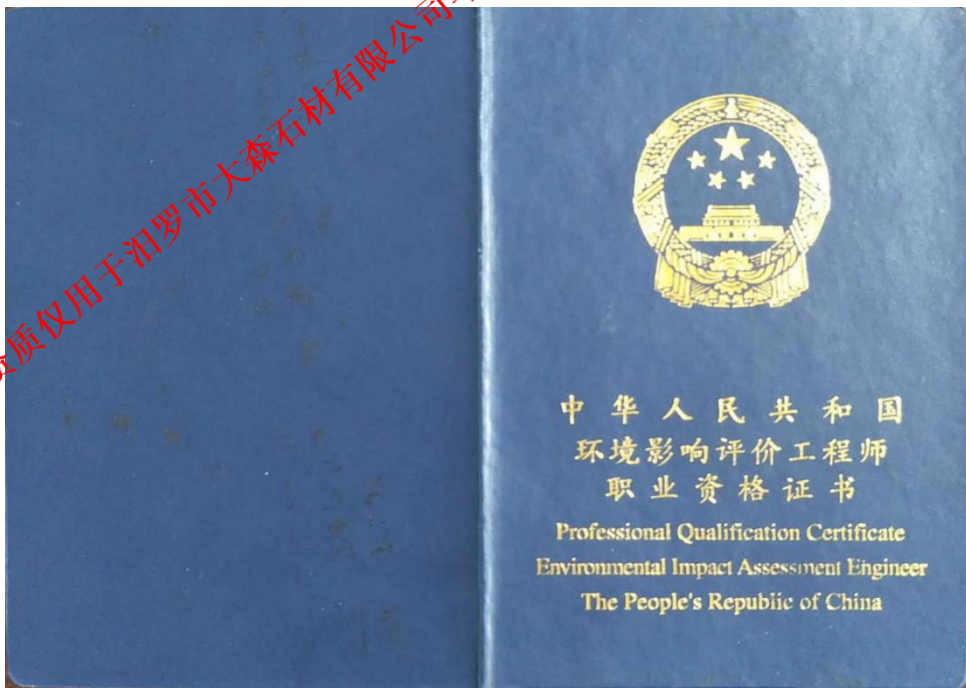 质仅用于汨罗市大森石材有限公司
中华人民共和国
环境影响评价工程师
职业资格证书
Professional Qualification Certificate
Environmental Impact Assessment Engineer
The People's Republic of China